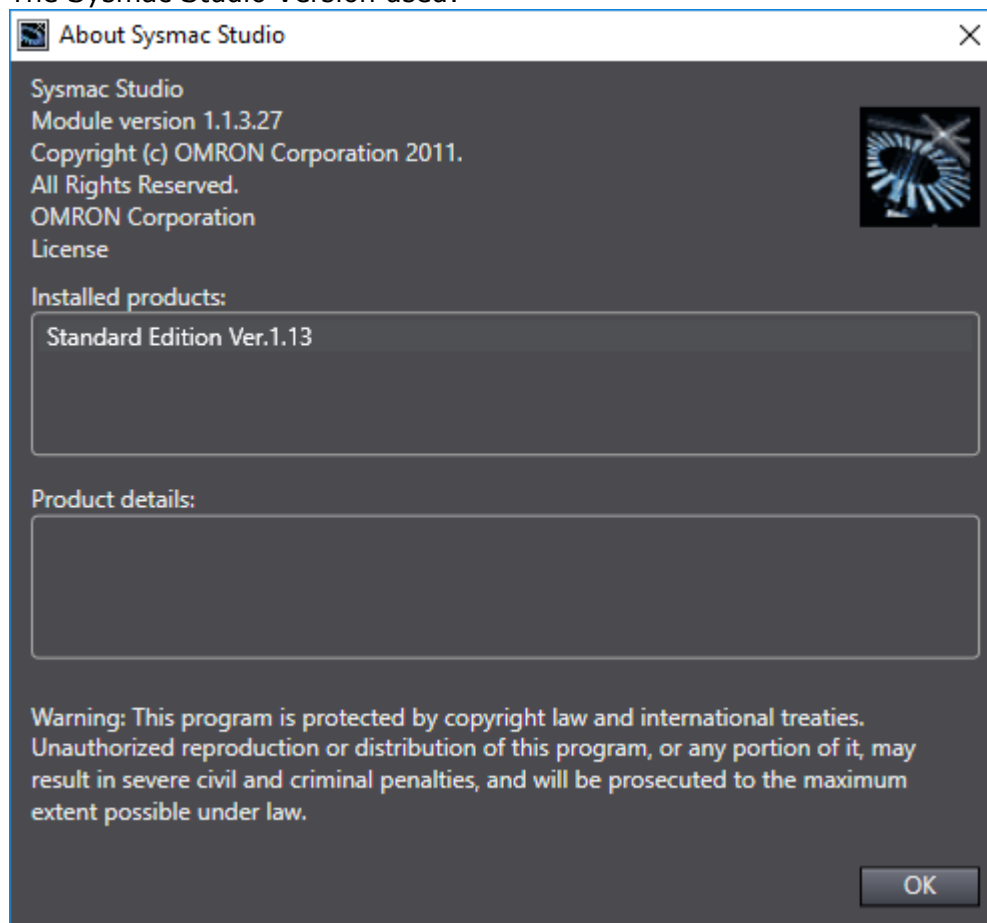 The Sysmac Studio Version used:
About Sysmac Studio
Sysmac Studio
Module version 1.1.3.27
Copyright (c) OMRON Corporation 2011.
All Rights Reserved.
OMRON Corporation
License
Installed products:
Standard Edition Ver.1.13
Product details:
Warning: This program is protected by copyright law and international treaties.
Unauthorized reproduction or distribution of this program, or any portion of it, may
result in severe civil and criminal penalties, and will be prosecuted to the maximum
extent possible under law.
OK